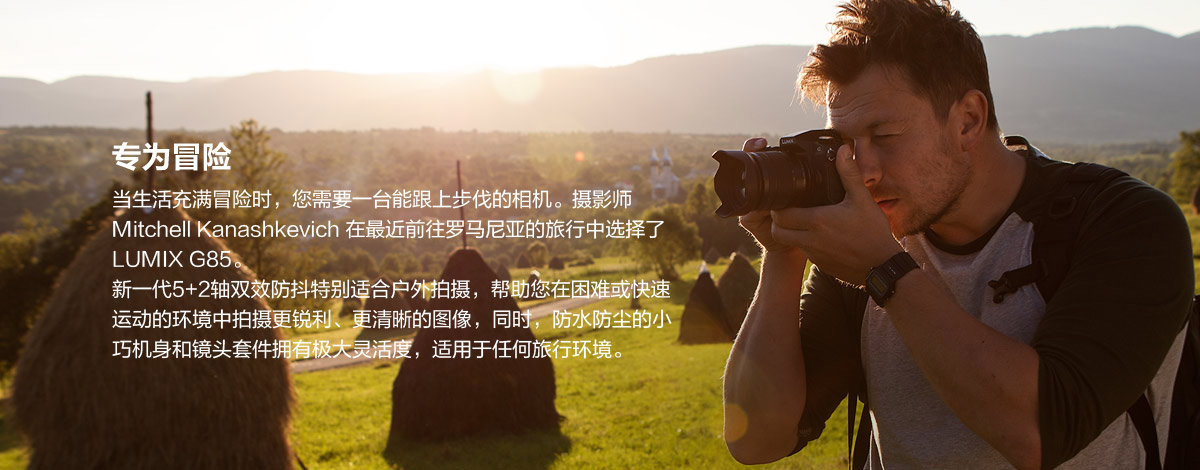 专为冒险
当生活充满冒险时，您需要一台能跟上步伐的相机。摄影师
Mitchell Kanashkevich 在最近前往罗马尼亚的旅行中选择了
LUMIX G85。
新一代5+2轴双效防抖特别适合户外拍摄，帮助您在困难或快速
运动的环境中拍摄更锐利、更清晰的图像，同时，防水防尘的小
巧机身和镜头套件拥有极大灵活度，适用于任何旅行环境。
LUMIX